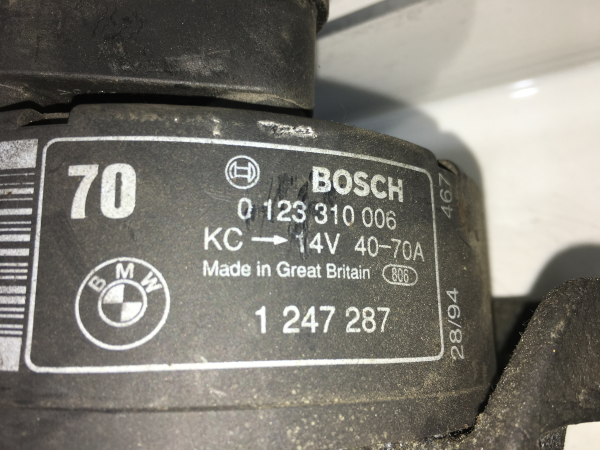 70
BOSCH
0 123 310 006
KC → 14V 40-70A
Made in Great Britain 806
BMW
1 247 287
28/94 467